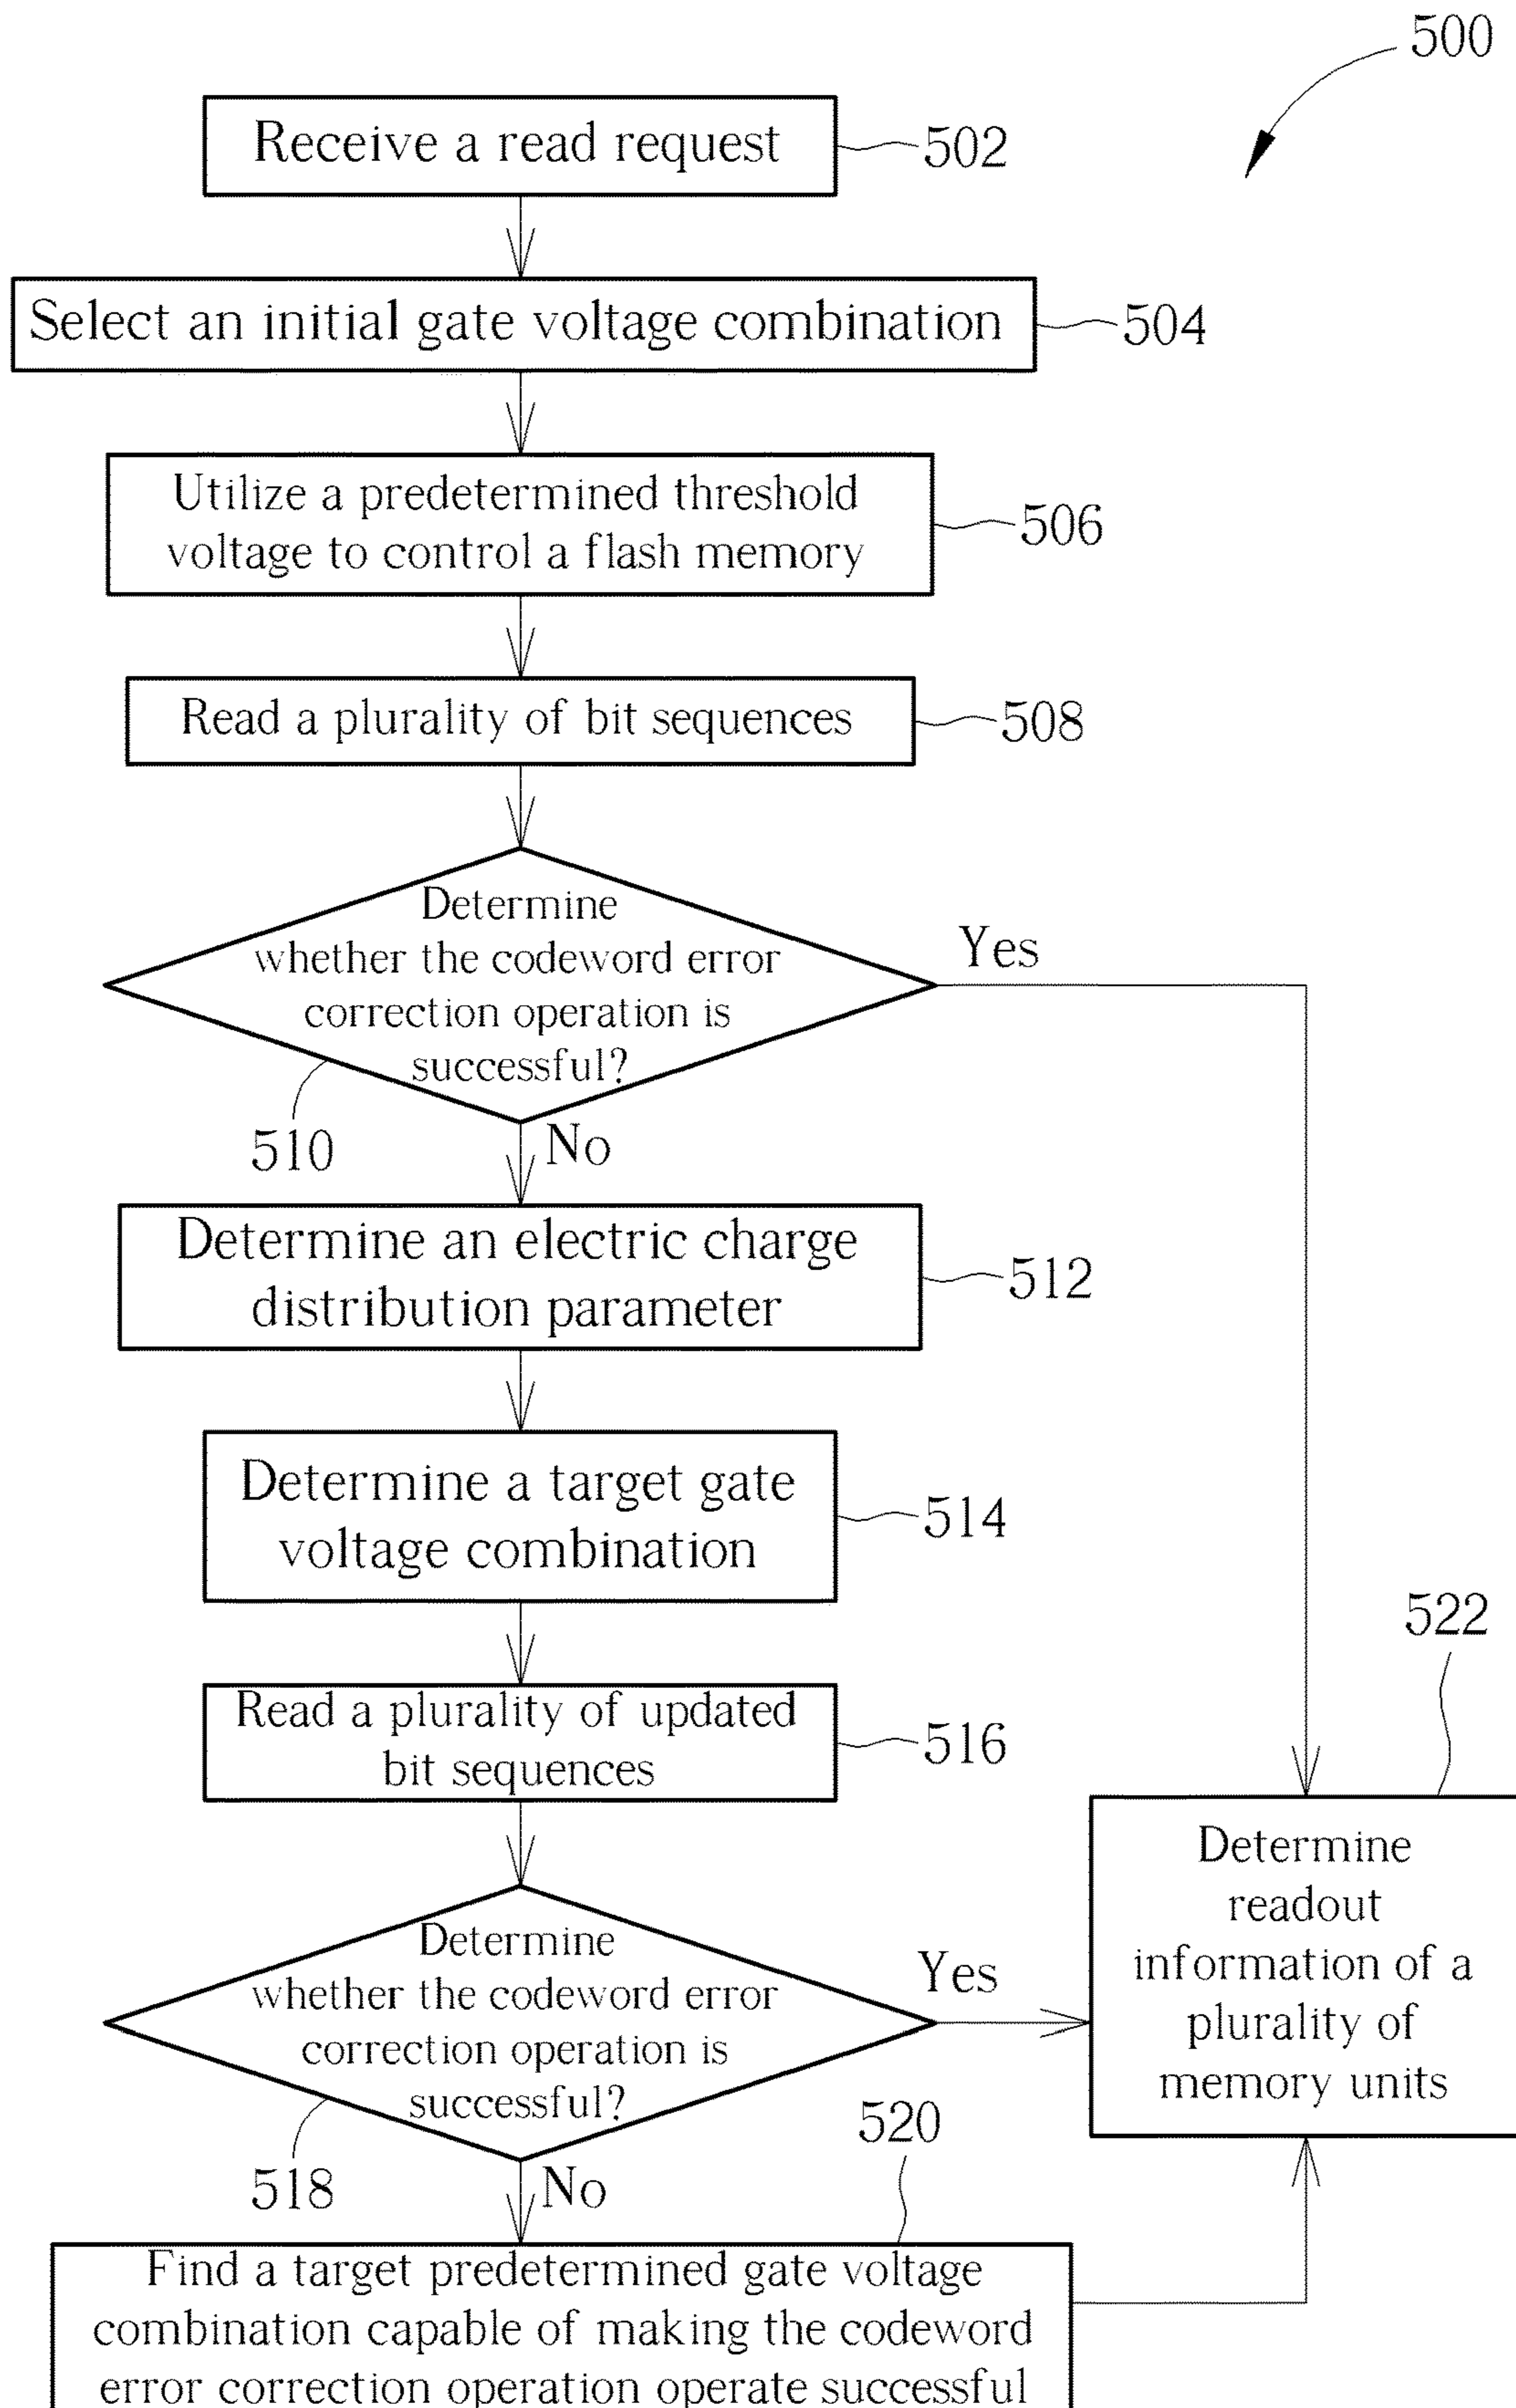 500
Receive a read request
502
Select an initial gate voltage combination
504
Utilize a predetermined threshold
voltage to control a flash memory
506
Read a plurality of bit sequences
508
Determine
whether the codeword error
correction operation is
successful?
Yes
510
No
Determine an electric charge
distribution parameter
512
Determine a target gate
voltage combination
514
Read a plurality of updated
bit sequences
516
522
Determine
readout
information of a
plurality of
memory units
Determine
whether the codeword error
correction operation is
successful?
Yes
518
No
520
Find a target predetermined gate voltage
combination capable of making the codeword
error correction operation operate successful